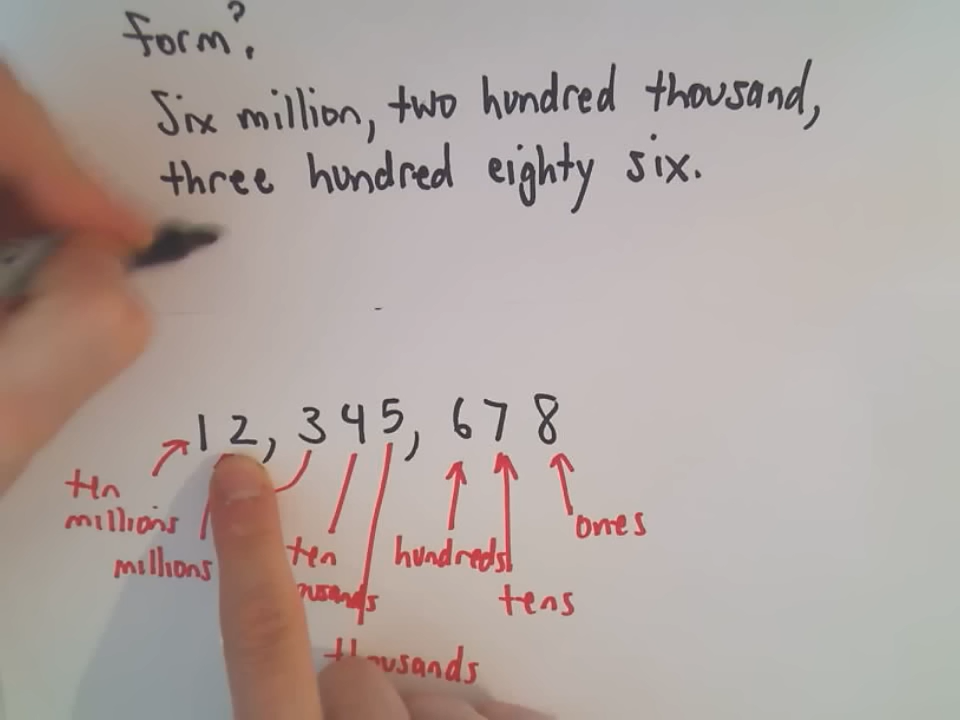 form?
Six million, two hundred thousand,
three hundred eighty six.
12,345,678
ten
millions
millions
ten
hundreds
ones
tens